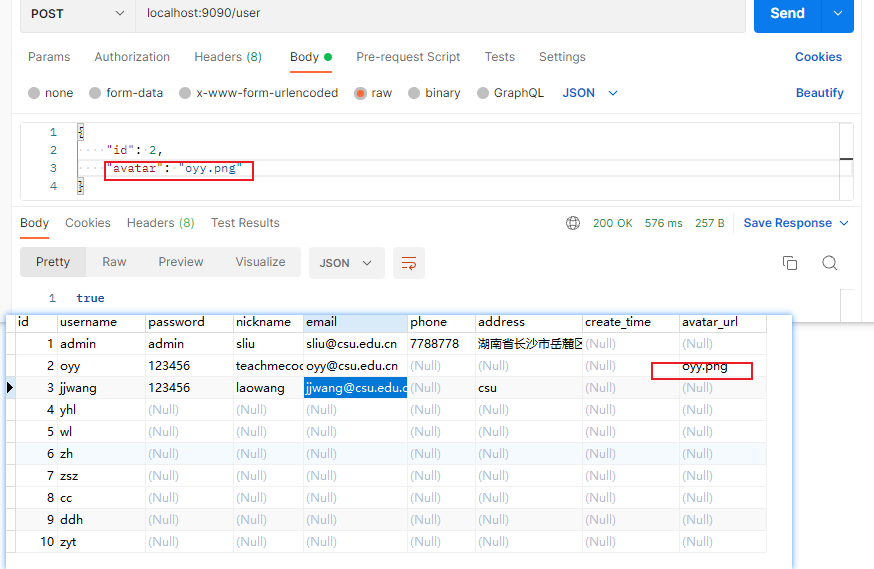 POST localhost:9090/user Send
Params Authorization Headers (8) Body Pre-request Script Tests Settings Cookies
none form-data x-www-form-urlencoded raw binary GraphQL JSON Beautify
1 {
2 "id": 2,
3 "avatar": "oyy.png"
4 }
Body Cookies Headers (8) Test Results 200 OK 576 ms 257 B Save Response
Pretty Raw Preview Visualize JSON
1 true
id username password nickname email phone address create_time avatar_url
1 admin admin sliu sliu@csu.edu.cn 7788778 湖南省长沙市岳麓区 (Null) (Null)
2 oyy 123456 teachmecoo oyy@csu.edu.cn (Null) (Null) (Null) oyy.png
3 jjwang 123456 laowang jjwang@csu.edu.c (Null) csu (Null) (Null)
4 yhl (Null) (Null) (Null) (Null) (Null) (Null) (Null)
5 wl (Null) (Null) (Null) (Null) (Null) (Null) (Null)
6 zh (Null) (Null) (Null) (Null) (Null) (Null) (Null)
7 zsz (Null) (Null) (Null) (Null) (Null) (Null) (Null)
8 cc (Null) (Null) (Null) (Null) (Null) (Null) (Null)
9 ddh (Null) (Null) (Null) (Null) (Null) (Null) (Null)
10 zyt (Null) (Null) (Null) (Null) (Null) (Null) (Null)